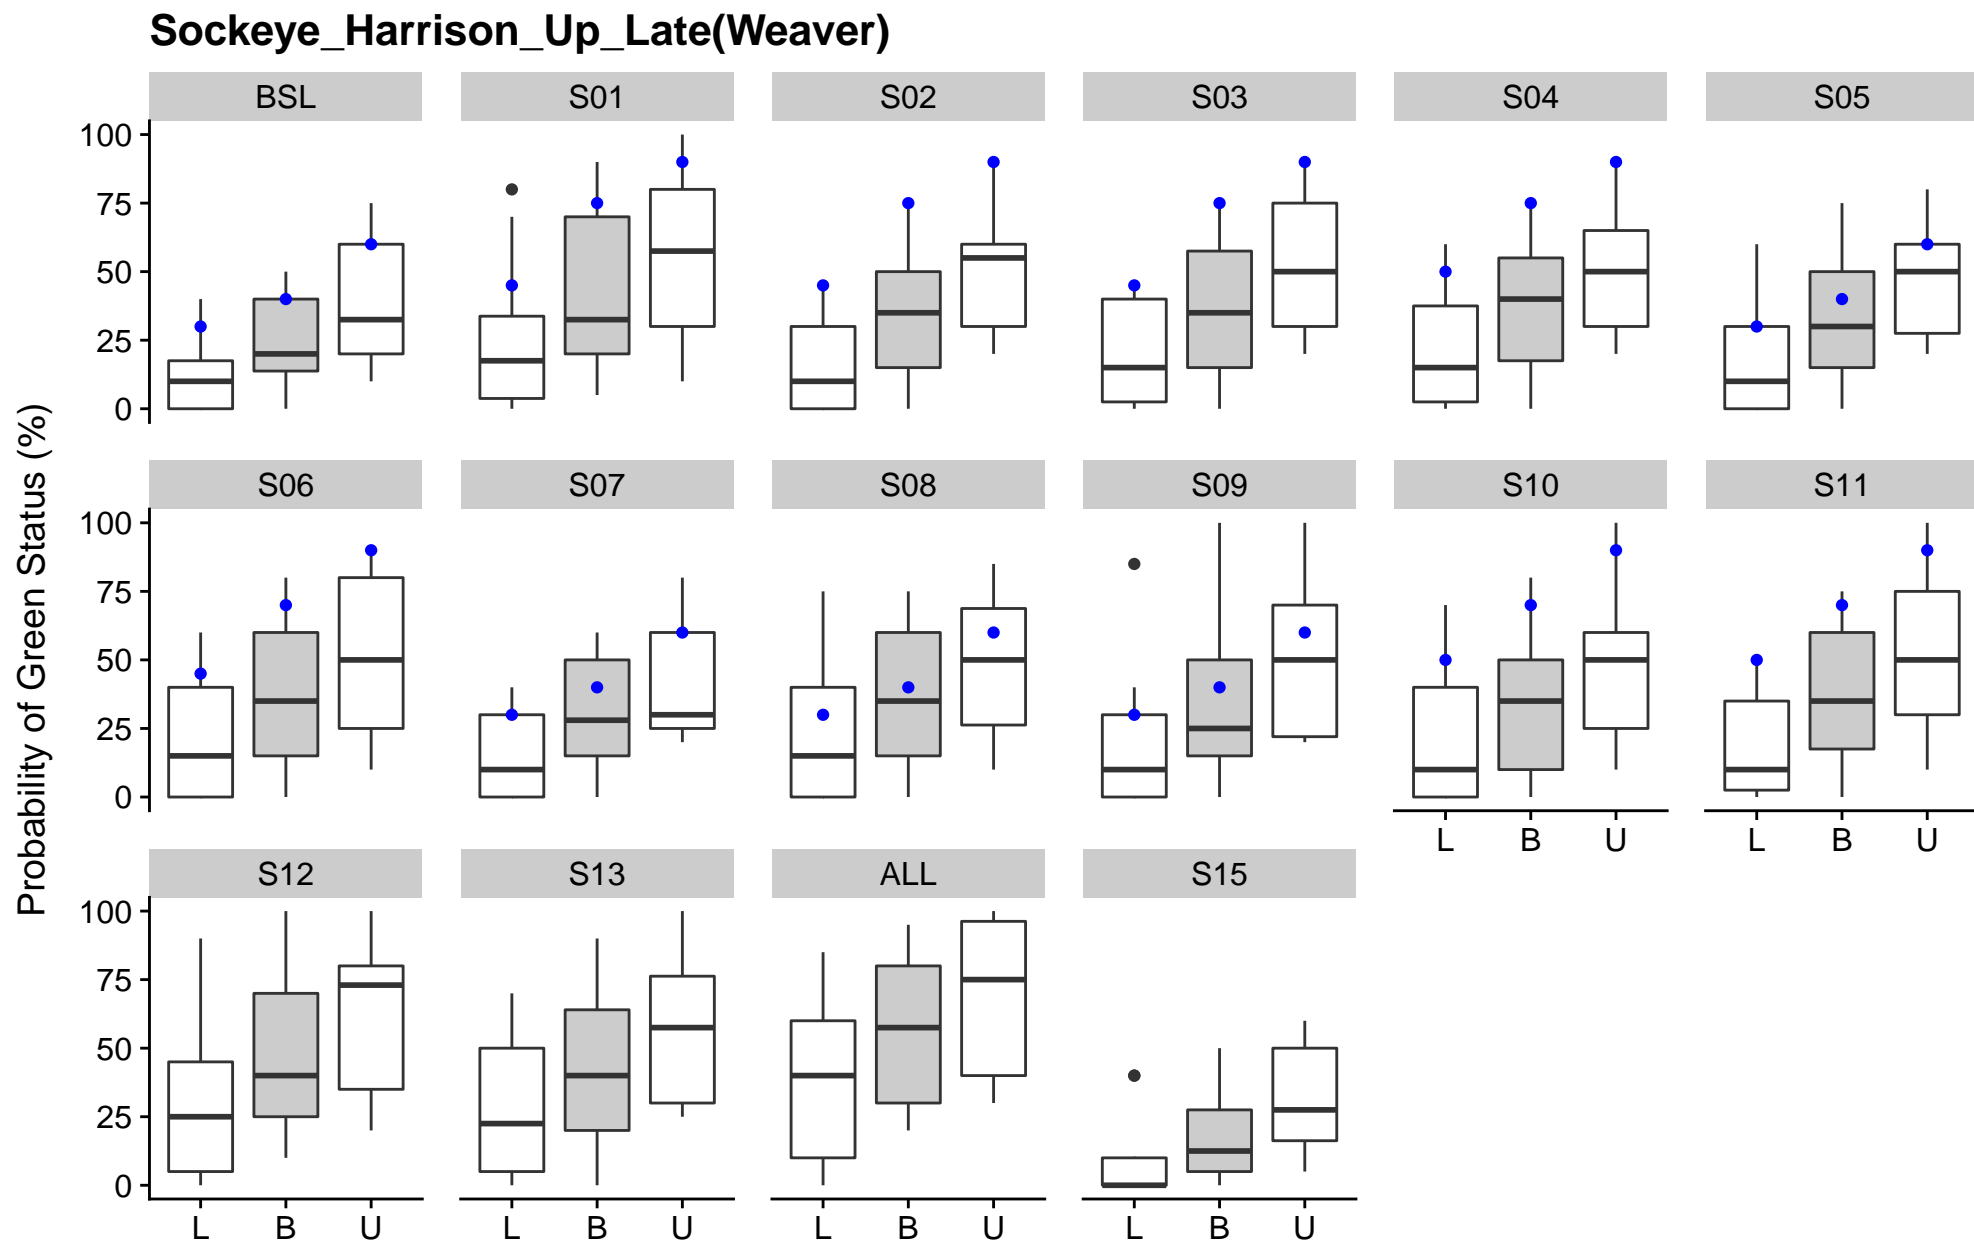 Sockeye_Harrison_Up_Late(Weaver)
BSL S01 S02 S03 S04 S05
100
75
50
25
0
S06 S07 S08 S09 S10 S11
100
75
50
25
0
L B U L B U
S12 S13 ALL S15
100
75
50
25
0
L B U L B U L B U L B U
Probability of Green Status (%)